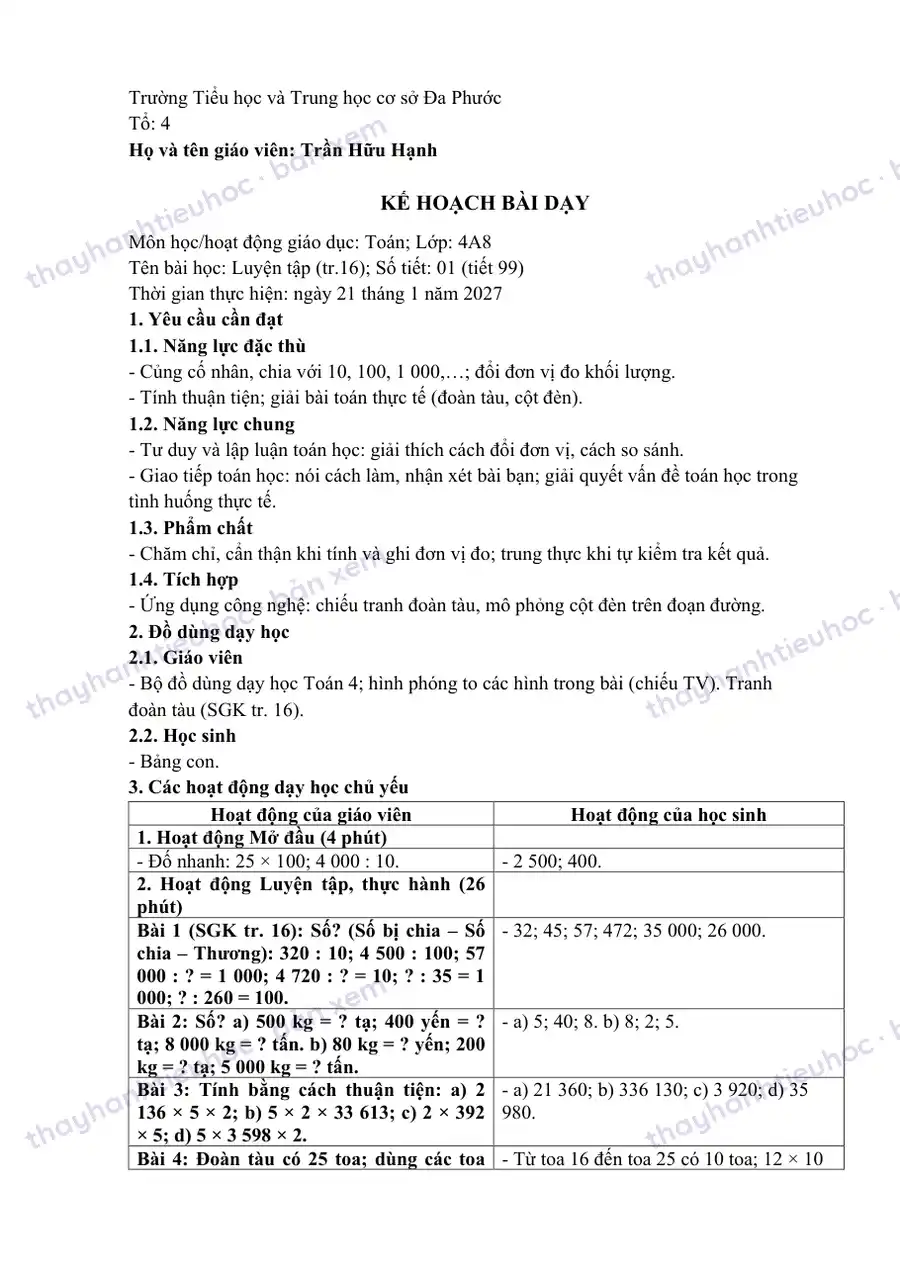 Trường Tiểu học và Trung học cơ sở Đa Phước
Tổ: 4
Họ và tên giáo viên: Trần Hữu Hạnh
KẾ HOẠCH BÀI DẠY
Môn học/hoạt động giáo dục: Toán; Lớp: 4A8
Tên bài học: Luyện tập (tr.16); Số tiết: 01 (tiết 99)
Thời gian thực hiện: ngày 21 tháng 1 năm 2027
1. Yêu cầu cần đạt
1.1. Năng lực đặc thù
- Củng cố nhân, chia với 10, 100, 1 000,…; đổi đơn vị đo khối lượng.
- Tính thuận tiện; giải bài toán thực tế (đoàn tàu, cột đèn).
1.2. Năng lực chung
- Tư duy và lập luận toán học: giải thích cách đổi đơn vị, cách so sánh.
- Giao tiếp toán học: nói cách làm, nhận xét bài bạn; giải quyết vấn đề toán học trong
tình huống thực tế.
1.3. Phẩm chất
- Chăm chỉ, cẩn thận khi tính và ghi đơn vị đo; trung thực khi tự kiểm tra kết quả.
1.4. Tích hợp
- Ứng dụng công nghệ: chiếu tranh đoàn tàu, mô phỏng cột đèn trên đoạn đường.
2. Đồ dùng dạy học
2.1. Giáo viên
- Bộ đồ dùng dạy học Toán 4; hình phóng to các hình trong bài (chiếu TV). Tranh
đoàn tàu (SGK tr. 16).
2.2. Học sinh
- Bảng con.
3. Các hoạt động dạy học chủ yếu
Hoạt động của giáo viên
Hoạt động của học sinh
1. Hoạt động Mở đầu (4 phút)
- Đố nhanh: 25 × 100; 4 000 : 10.
- 2 500; 400.
2. Hoạt động Luyện tập, thực hành (26
phút)
Bài 1 (SGK tr. 16): Số? (Số bị chia – Số
chia – Thương): 320 : 10; 4 500 : 100; 57
000 : ? = 1 000; 4 720 : ? = 10; ? : 35 = 1
000; ? : 260 = 100.
- 32; 45; 57; 472; 35 000; 26 000.
Bài 2: Số? a) 500 kg = ? tạ; 400 yến = ?
tạ; 8 000 kg = ? tấn. b) 80 kg = ? yến; 200
kg = ? tạ; 5 000 kg = ? tấn.
- a) 5; 40; 8. b) 8; 2; 5.
Bài 3: Tính bằng cách thuận tiện: a) 2
136 × 5 × 2; b) 5 × 2 × 33 613; c) 2 × 392
× 5; d) 5 × 3 598 × 2.
- a) 21 360; b) 336 130; c) 3 920; d) 35
980.
Bài 4: Đoàn tàu có 25 toa; dùng các toa
- Từ toa 16 đến toa 25 có 10 toa; 12 × 10
thayhanhtieuhoc · bản xem
thayhanhtieuhoc · b
thayhanhtieuhoc · bản xem
thayhanhtieuhoc · b
thayhanhtieuhoc · bản xem
thayhanhtieuhoc · b